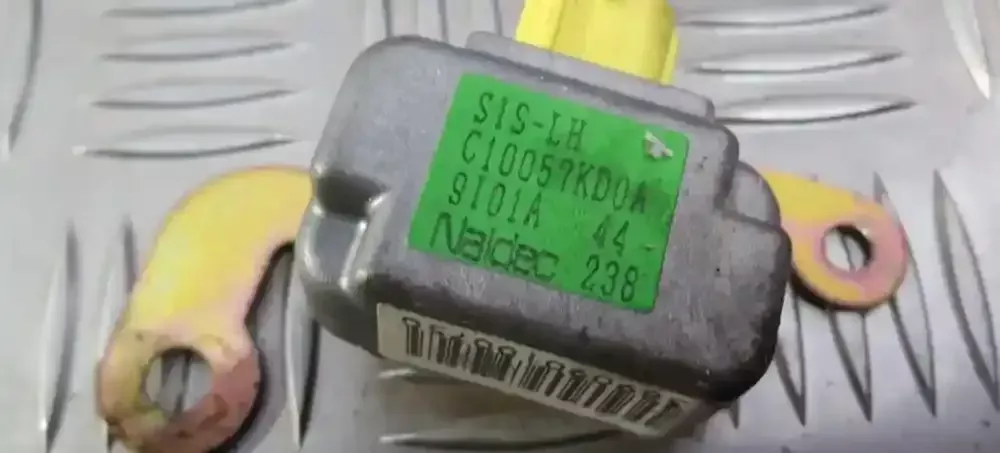 SIS-LH
C10057KD0A
9I01A 44-
Naldec 238